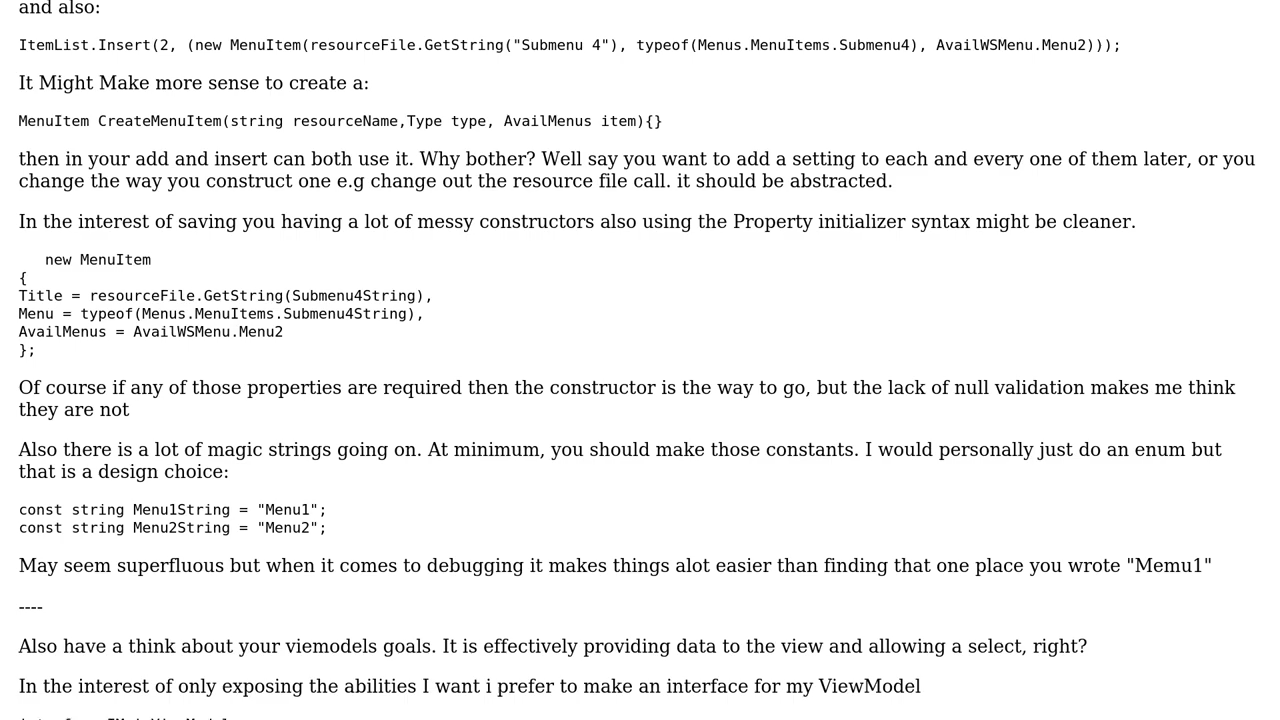 and also:
ItemList.Insert(2, (new MenuItem(resourceFile.GetString("Submenu 4"), typeof(Menus.MenuItems.Submenu4), AvailWSMenu.Menu2)));
It Might Make more sense to create a:
MenuItem CreateMenuItem(string resourceName,Type type, AvailMenus item){}
then in your add and insert can both use it. Why bother? Well say you want to add a setting to each and every one of them later, or you
change the way you construct one e.g change out the resource file call. it should be abstracted.
In the interest of saving you having a lot of messy constructors also using the Property initializer syntax might be cleaner.
new MenuItem
{
Title = resourceFile.GetString(Submenu4String),
Menu = typeof(Menus.MenuItems.Submenu4String),
AvailMenus = AvailWSMenu.Menu2
};
Of course if any of those properties are required then the constructor is the way to go, but the lack of null validation makes me think
they are not
Also there is a lot of magic strings going on. At minimum, you should make those constants. I would personally just do an enum but
that is a design choice:
const string Menu1String = "Menu1";
const string Menu2String = "Menu2";
May seem superfluous but when it comes to debugging it makes things alot easier than finding that one place you wrote "Memu1"
----
Also have a think about your viemodels goals. It is effectively providing data to the view and allowing a select, right?
In the interest of only exposing the abilities I want i prefer to make an interface for my ViewModel